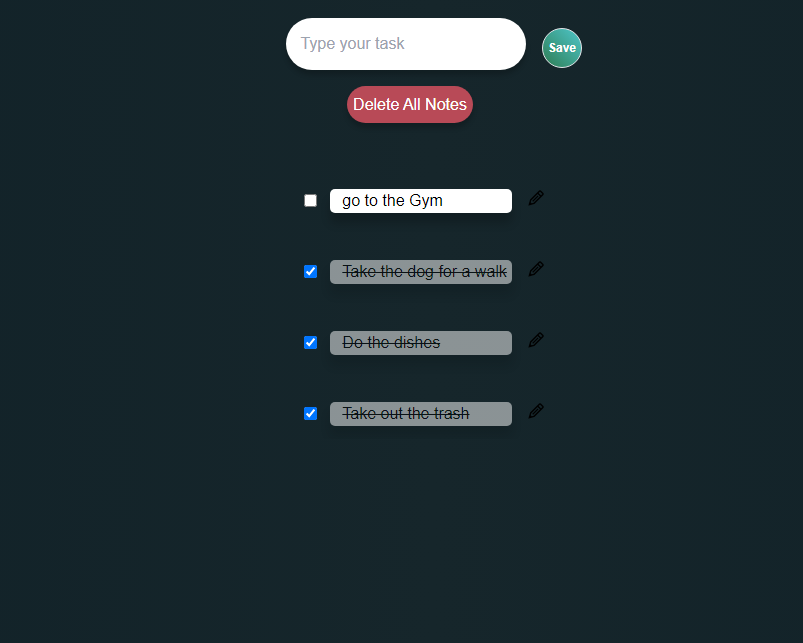 Type your task
Save
Delete All Notes
go to the Gym
Take the dog for a walk
Do the dishes
Take out the trash